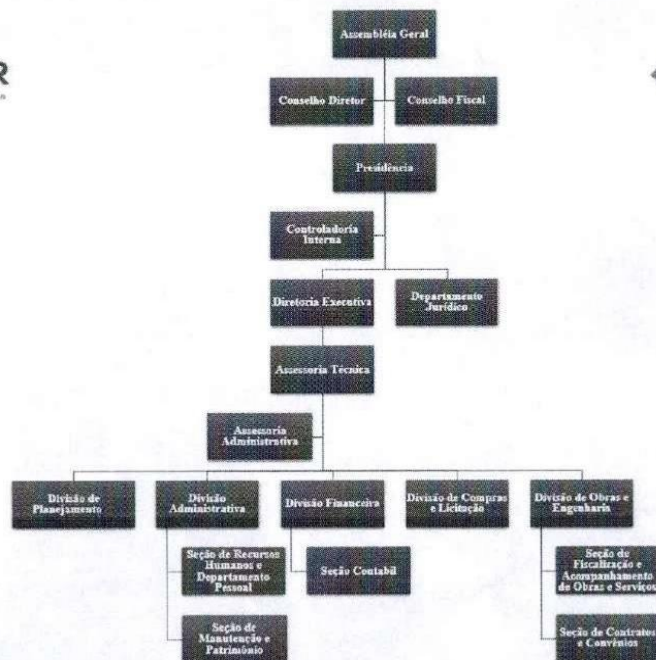 Assembléia Geral
R
Conselho Diretor
Conselho Fiscal
Presidência
Controladoria
Interna
Diretoria Executiva
Departamento
Jurídico
Assessoria Técnica
Assessoria
Administrativa
Divisão de
Planejamento
Divisão
Administrativa
Divisão Financeira
Divisão de Compras
e Licitação
Divisão de Obras e
Engenharia
Seção de Recursos
Humanos e
Departamento
Pessoal
Seção Contabil
Seção de
Fiscalização e
Acompanhamento
de Obras e Serviços
Seção de
Manutenção e
Patrimônio
Seção de Contratos
e Convênios